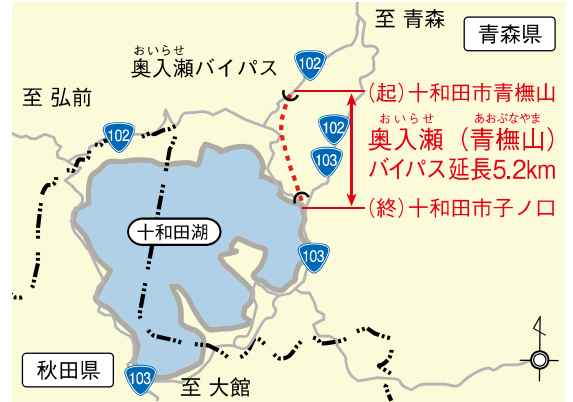 至 青森
青森県
おいらせ
奥入瀬バイパス
102
至 弘前
102
(起)十和田市青橅山
おいらせ あおぶなやま
奥入瀬(青橅山)
バイパス延長5.2km
(終)十和田市子ノ口
102
103
十和田湖
103
秋田県
103
至 大館